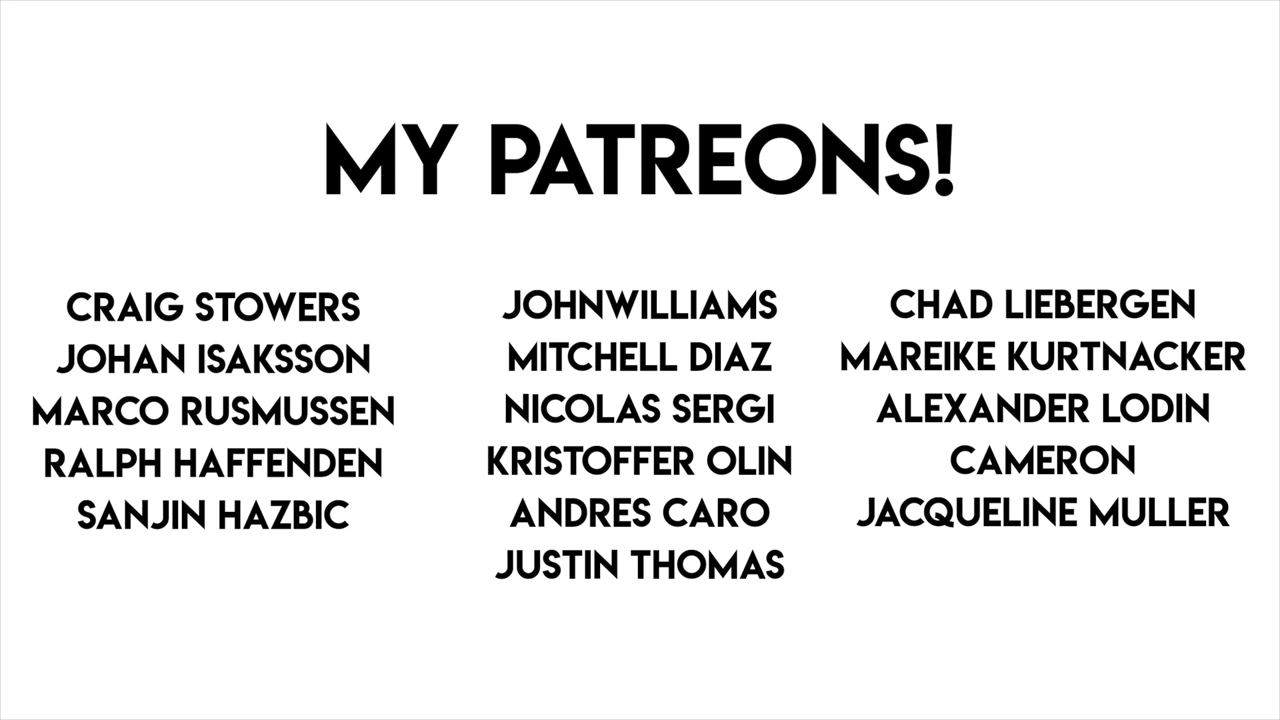 MY PATREONS!
CRAIG STOWERS
JOHAN ISAKSSON
MARCO RUSMUSSEN
RALPH HAFFENDEN
SANJIN HAZBIC
JOHNWILLIAMS
MITCHELL DIAZ
NICOLAS SERGI
KRISTOFFER OLIN
ANDRES CARO
JUSTIN THOMAS
CHAD LIEBERGEN
MAREIKE KURTNACKER
ALEXANDER LODIN
CAMERON
JACQUELINE MULLER